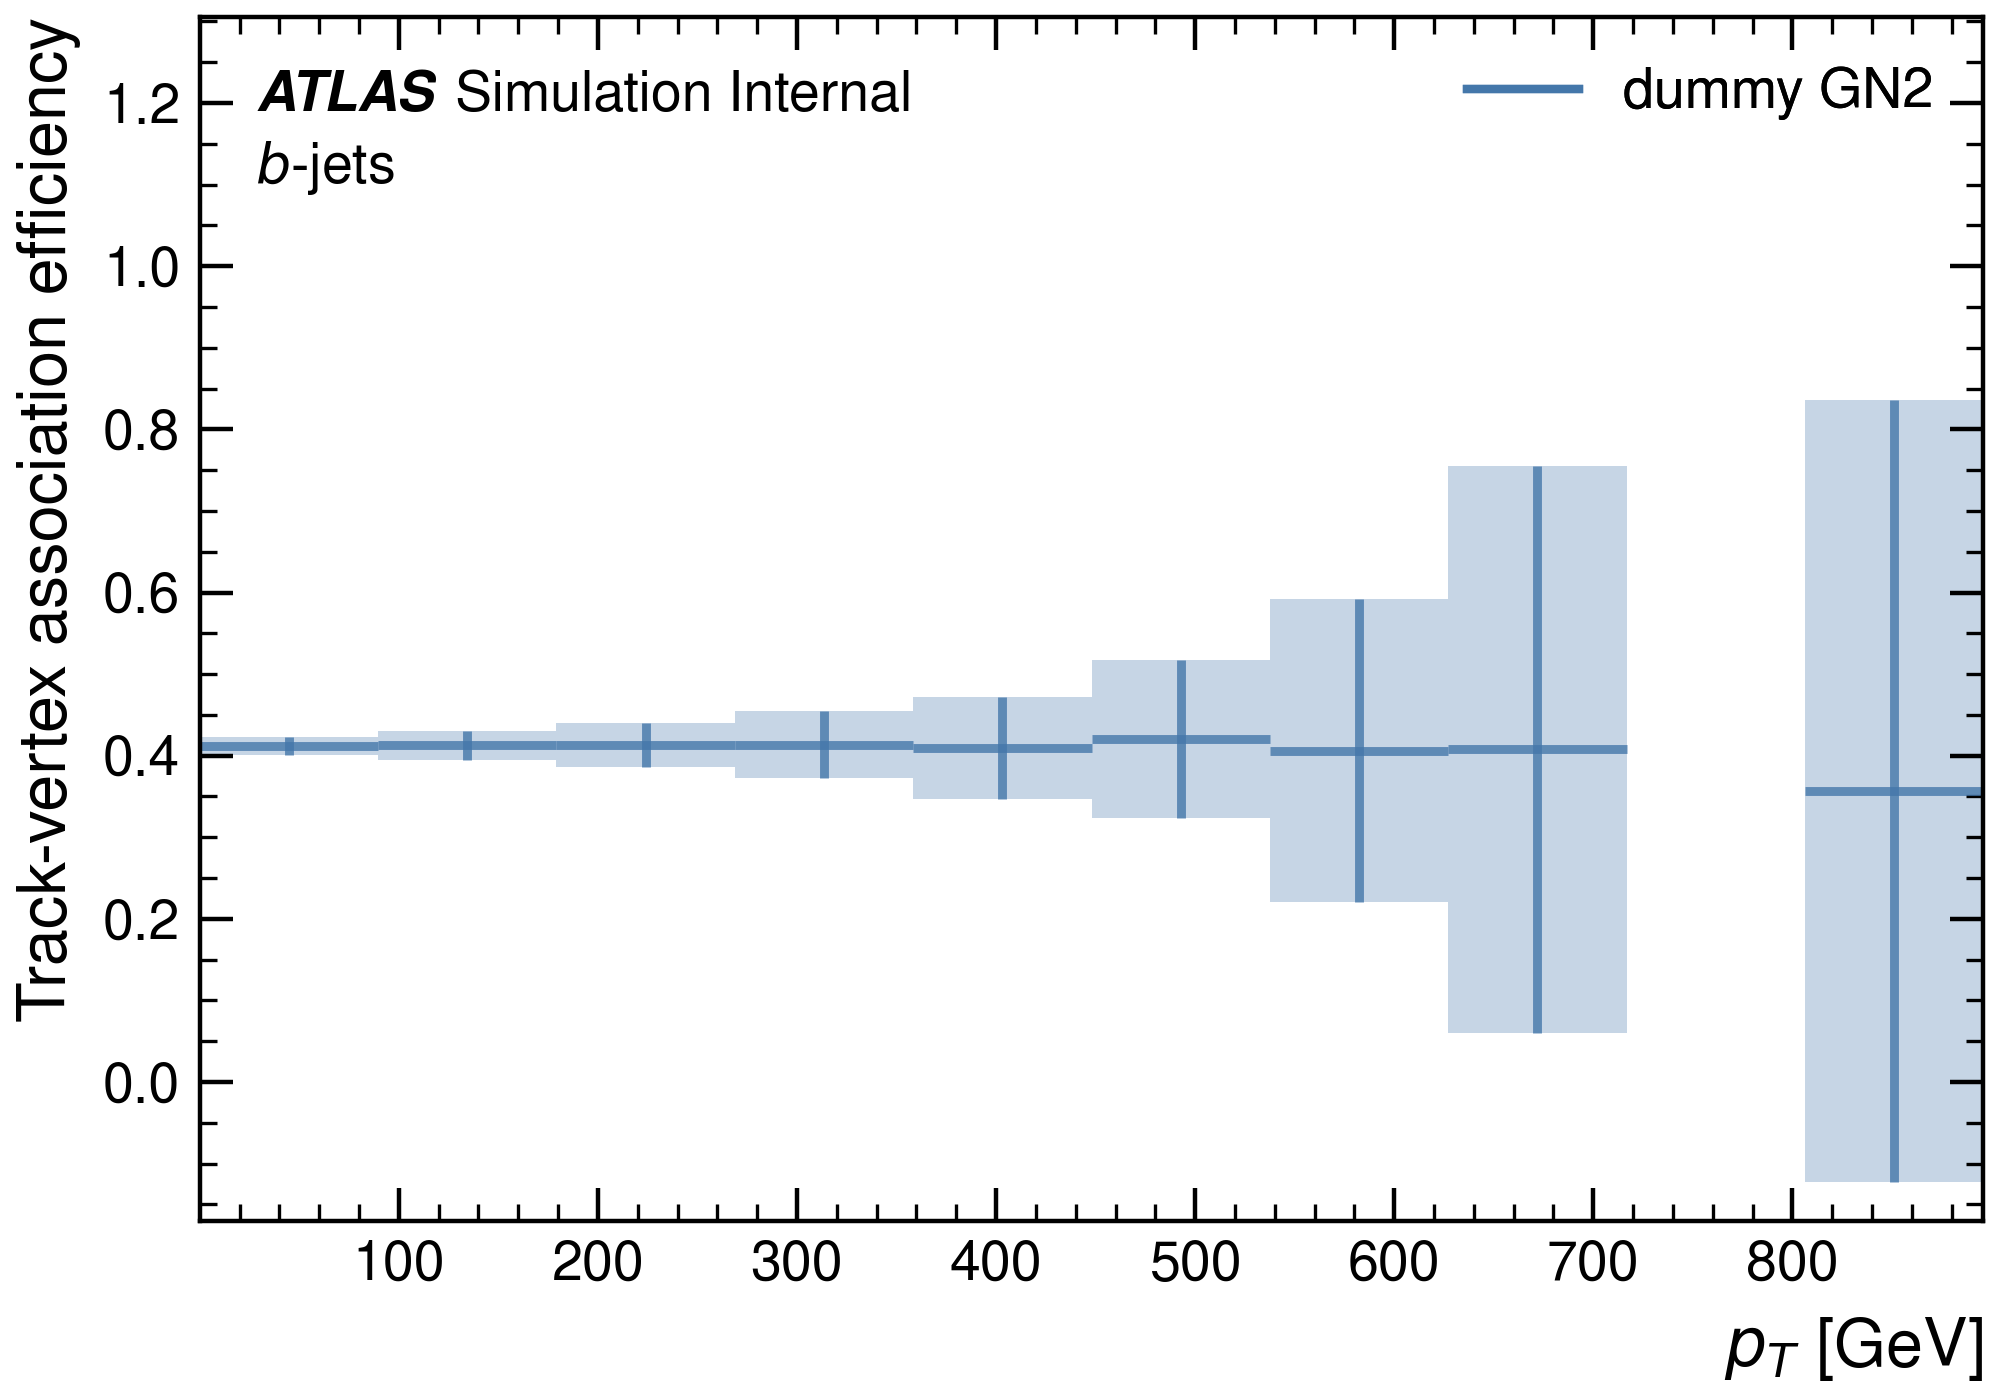 ATLAS Simulation Internal
b-jets
dummy GN2
Track-vertex association efficiency
1.2
1.0
0.8
0.6
0.4
0.2
0.0
100 200 300 400 500 600 700 800
p_T [GeV]